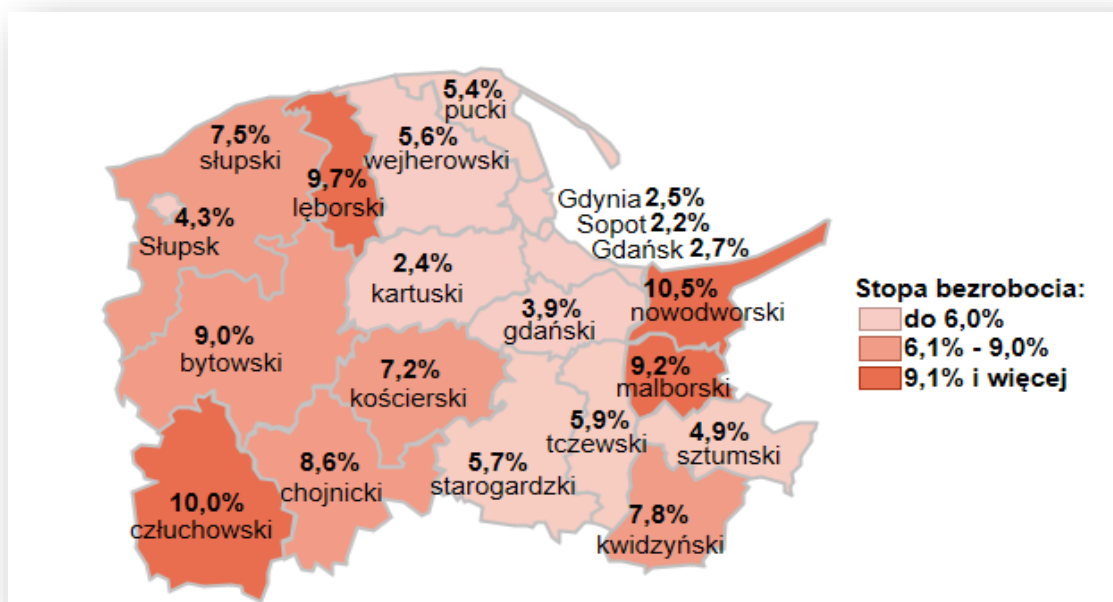 5,4%
pucki
7,5%
słupski
5,6%
wejherowski
9,7%
lęborski
Gdynia 2,5%
Sopot 2,2%
Gdańsk 2,7%
4,3%
Słupsk
2,4%
kartuski
3,9%
gdański
10,5%
nowodworski
9,0%
bytowski
7,2%
kościerski
9,2%
malborski
5,9%
tczewski
4,9%
sztumski
8,6%
chojnicki
5,7%
starogardzki
10,0%
człuchowski
7,8%
kwidzyński
Stopa bezrobocia:
do 6,0%
6,1% - 9,0%
9,1% i więcej